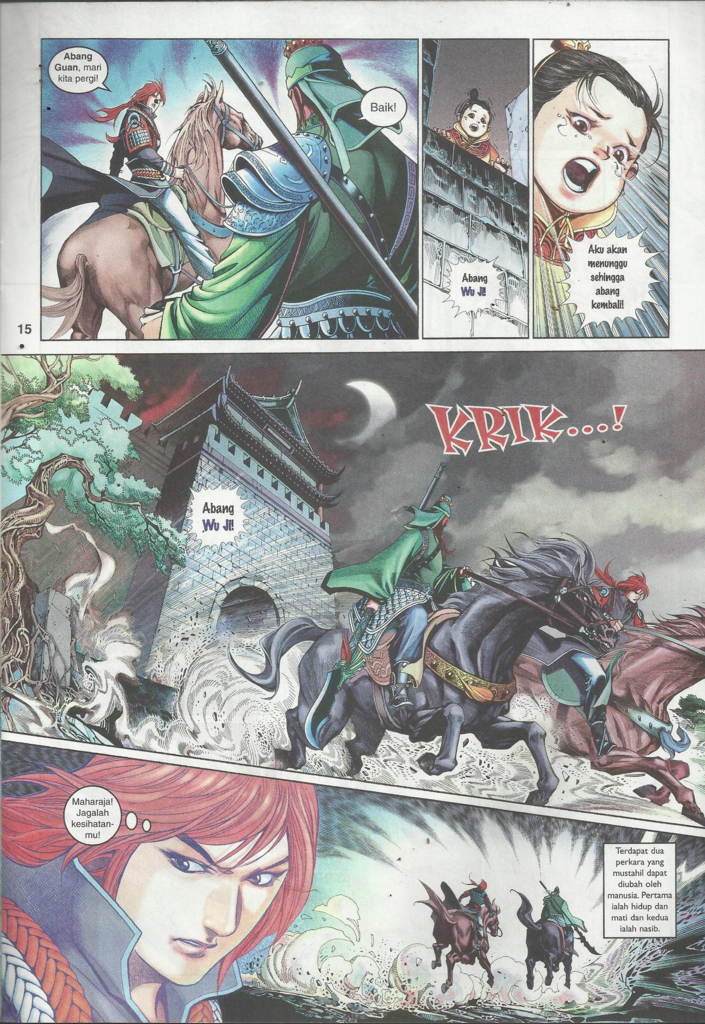 Abang
Guan, mari
kita pergi!
Baik!
Abang
Wu Ji!
Aku akan
menunggu
sehingga
abang
kembali!
15
KRIK...!
Abang
Wu Ji!
Maharaja!
Jagalah
kesihatan-
mu!
Terdapat dua
perkara yang
mustahil dapat
diubah oleh
manusia. Pertama
ialah hidup dan
mati dan kedua
ialah nasib.